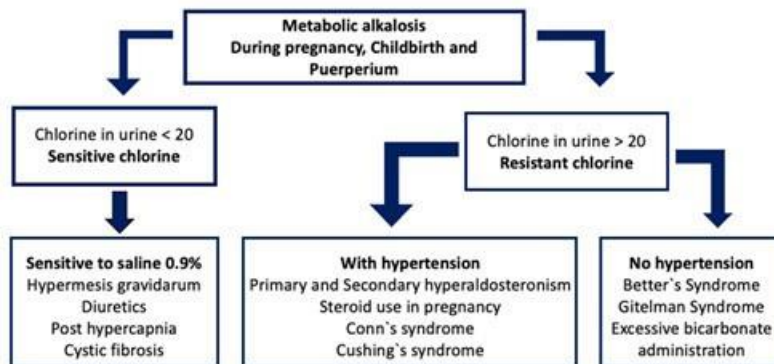 Metabolic alkalosis
During pregnancy, Childbirth and
Puerperium
Chlorine in urine < 20
Sensitive chlorine
Chlorine in urine > 20
Resistant chlorine
Sensitive to saline 0.9%
Hypermesis gravidarum
Diuretics
Post hypercapnia
Cystic fibrosis
With hypertension
Primary and Secondary hyperaldosteronism
Steroid use in pregnancy
Conn`s syndrome
Cushing`s syndrome
No hypertension
Better`s Syndrome
Gitelman Syndrome
Excessive bicarbonate
administration